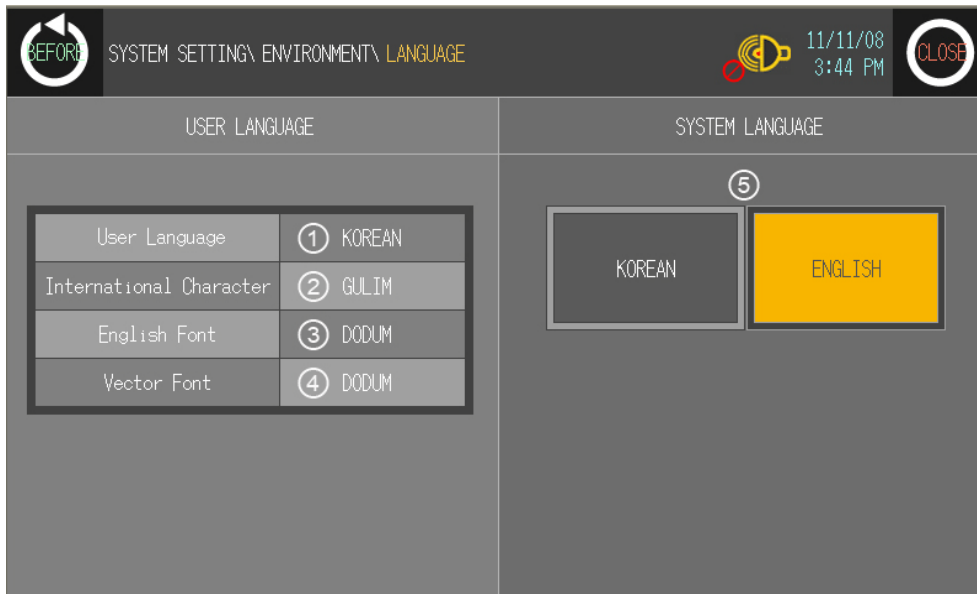 BEFORE
SYSTEM SETTING\ ENVIRONMENT\ LANGUAGE
11/11/08
3:44 PM
CLOSE
USER LANGUAGE
SYSTEM LANGUAGE
User Language ① KOREAN
International Character ② GULIM
English Font ③ DODUM
Vector Font ④ DODUM
⑤
KOREAN
ENGLISH